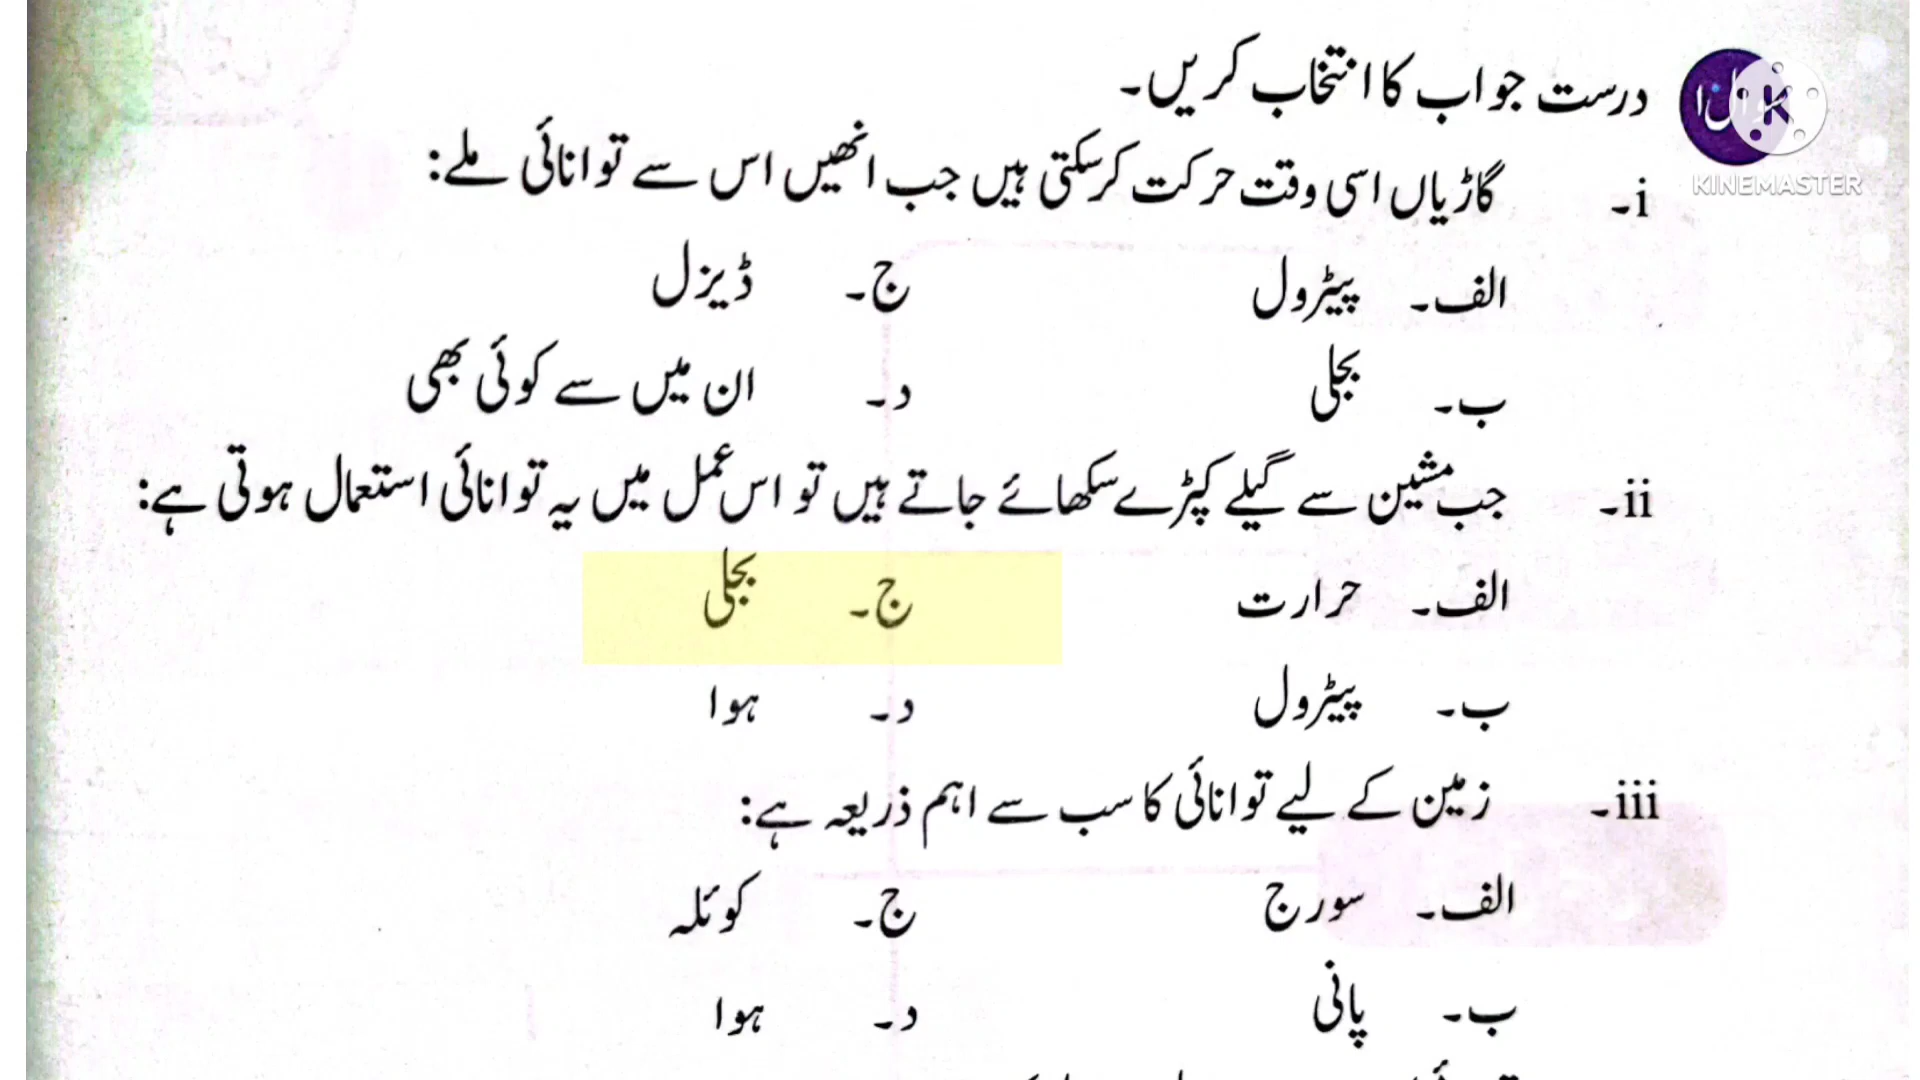 درست جواب کا انتخاب کریں۔
KINEMASTER
i۔ گاڑیاں اسی وقت حرکت کرسکتی ہیں جب انھیں اس سے توانائی ملے:
الف۔ پیٹرول ج۔ ڈیزل
ب۔ بجلی د۔ ان میں سے کوئی بھی
ii۔ جب مشین سے گیلے کپڑے سکھائے جاتے ہیں تو اس عمل میں یہ توانائی استعمال ہوتی ہے:
الف۔ حرارت ج۔ بجلی
ب۔ پیٹرول د۔ ہوا
iii۔ زمین کے لیے توانائی کا سب سے اہم ذریعہ ہے:
الف۔ سورج ج۔ کوئلہ
ب۔ پانی د۔ ہوا